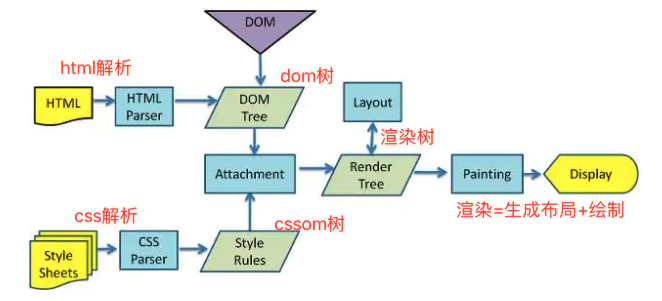 DOM
html解析
dom树
HTML
HTML
Parser
DOM
Tree
Layout
渲染树
Attachment
Render
Tree
Painting
Display
渲染=生成布局+绘制
css解析
cssom树
Style
Sheets
CSS
Parser
Style
Rules